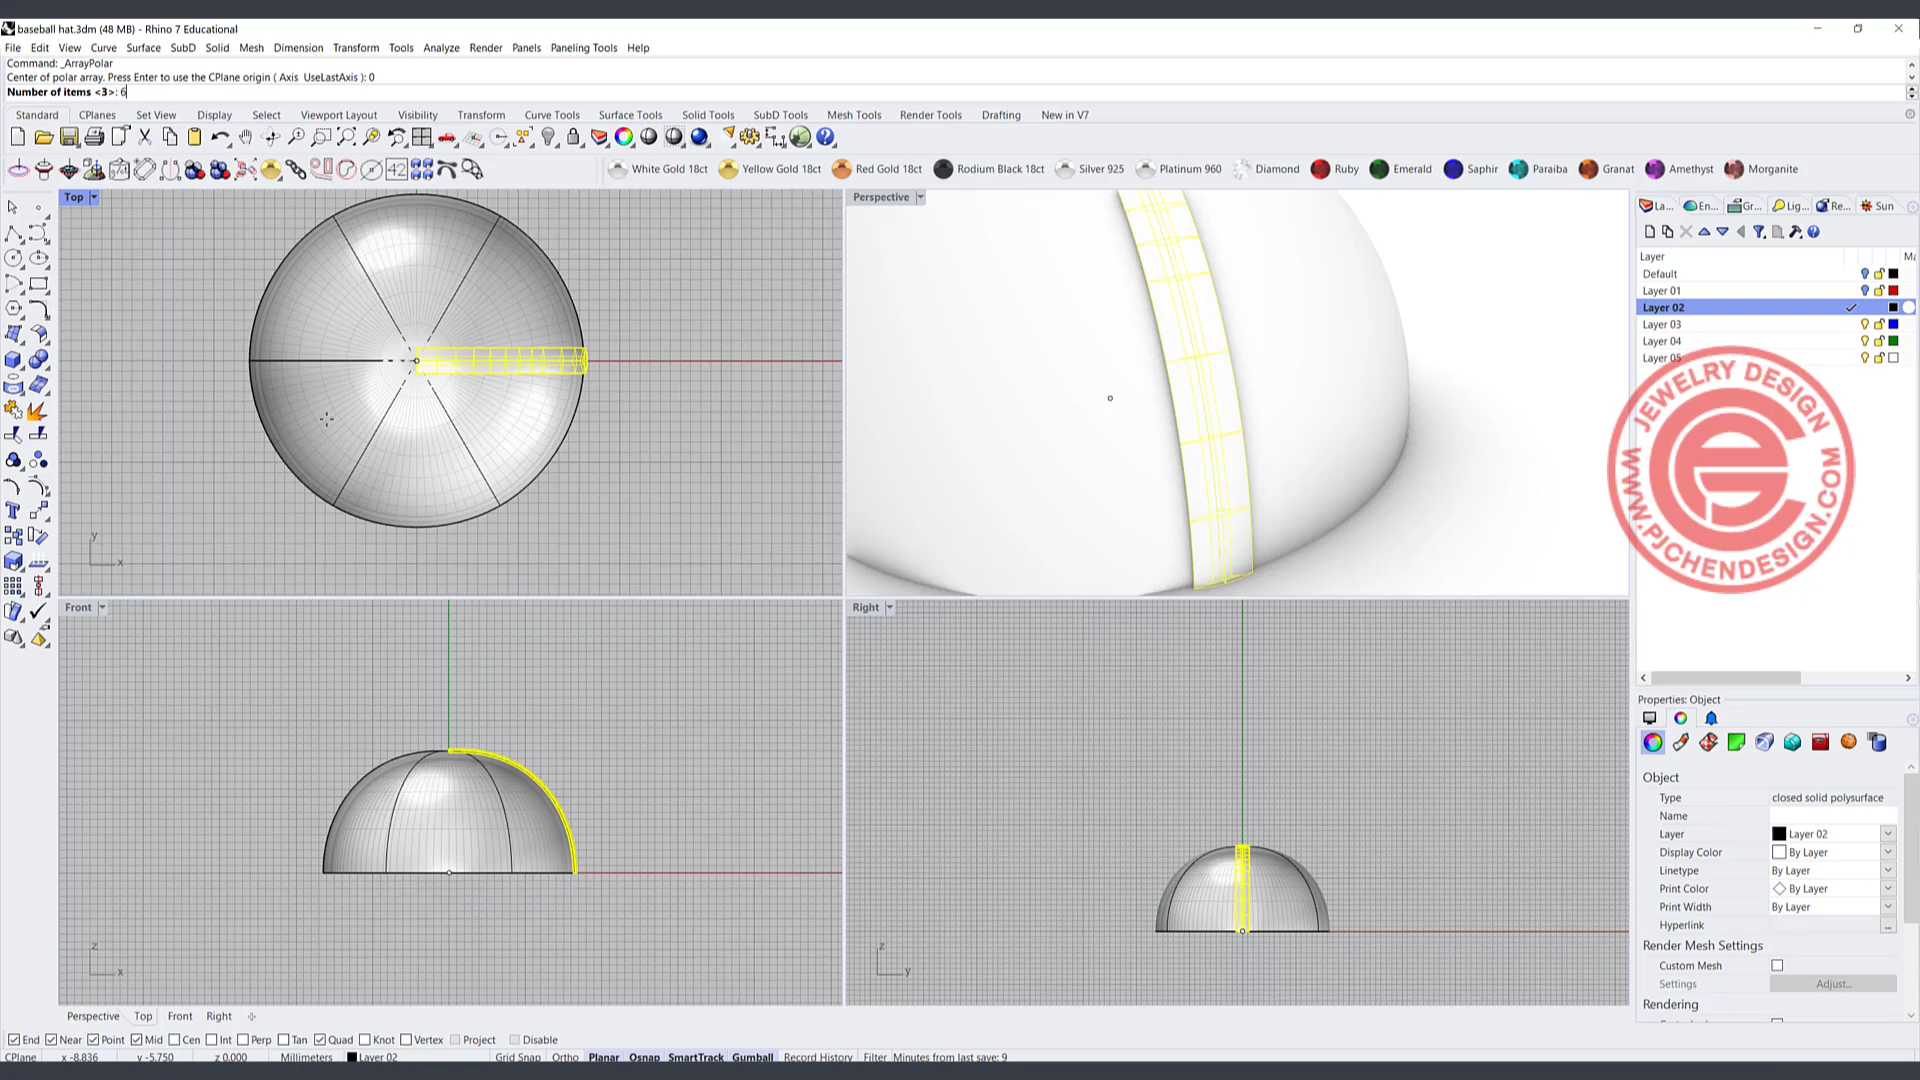 baseball hat.3dm (48 MB) - Rhino 7 Educational
File Edit View Curve Surface SubD Solid Mesh Dimension Transform Tools Analyze Render Panels Paneling Tools Help
Command: _ArrayPolar
Center of polar array. Press Enter to use the CPlane origin ( Axis UseLastAxis ): 0
Number of items <3>: 6
Standard CPlanes Set View Display Select Viewport Layout Visibility Transform Curve Tools Surface Tools Solid Tools SubD Tools Mesh Tools Render Tools Drafting New in V7
White Gold 18ct Yellow Gold 18ct Red Gold 18ct Rodium Black 18ct Silver 925 Platinum 960 Diamond Ruby Emerald Saphir Paraiba Granat Amethyst Morganite
Top
Perspective
La... En... Gr... Lig... Re... Sun
Layer
Default
Layer 01
Layer 02
Layer 03
Layer 04
Layer 05
JEWELRY DESIGN
WWW.PJCHENDESIGN.COM
y
x
Front
Right
z
x
z
y
Properties: Object
Object
Type closed solid polysurface
Name
Layer Layer 02
Display Color By Layer
Linetype By Layer
Print Color By Layer
Print Width By Layer
Hyperlink ...
Render Mesh Settings
Custom Mesh
Settings Adjust...
Rendering
Perspective Top Front Right
End Near Point Mid Cen Int Perp Tan Quad Knot Vertex Project Disable
CPlane x -8.836 y -5.750 z 0.000 Millimeters Layer 02 Grid Snap Ortho Planar Osnap SmartTrack Gumball Record History Filter Minutes from last save: 9